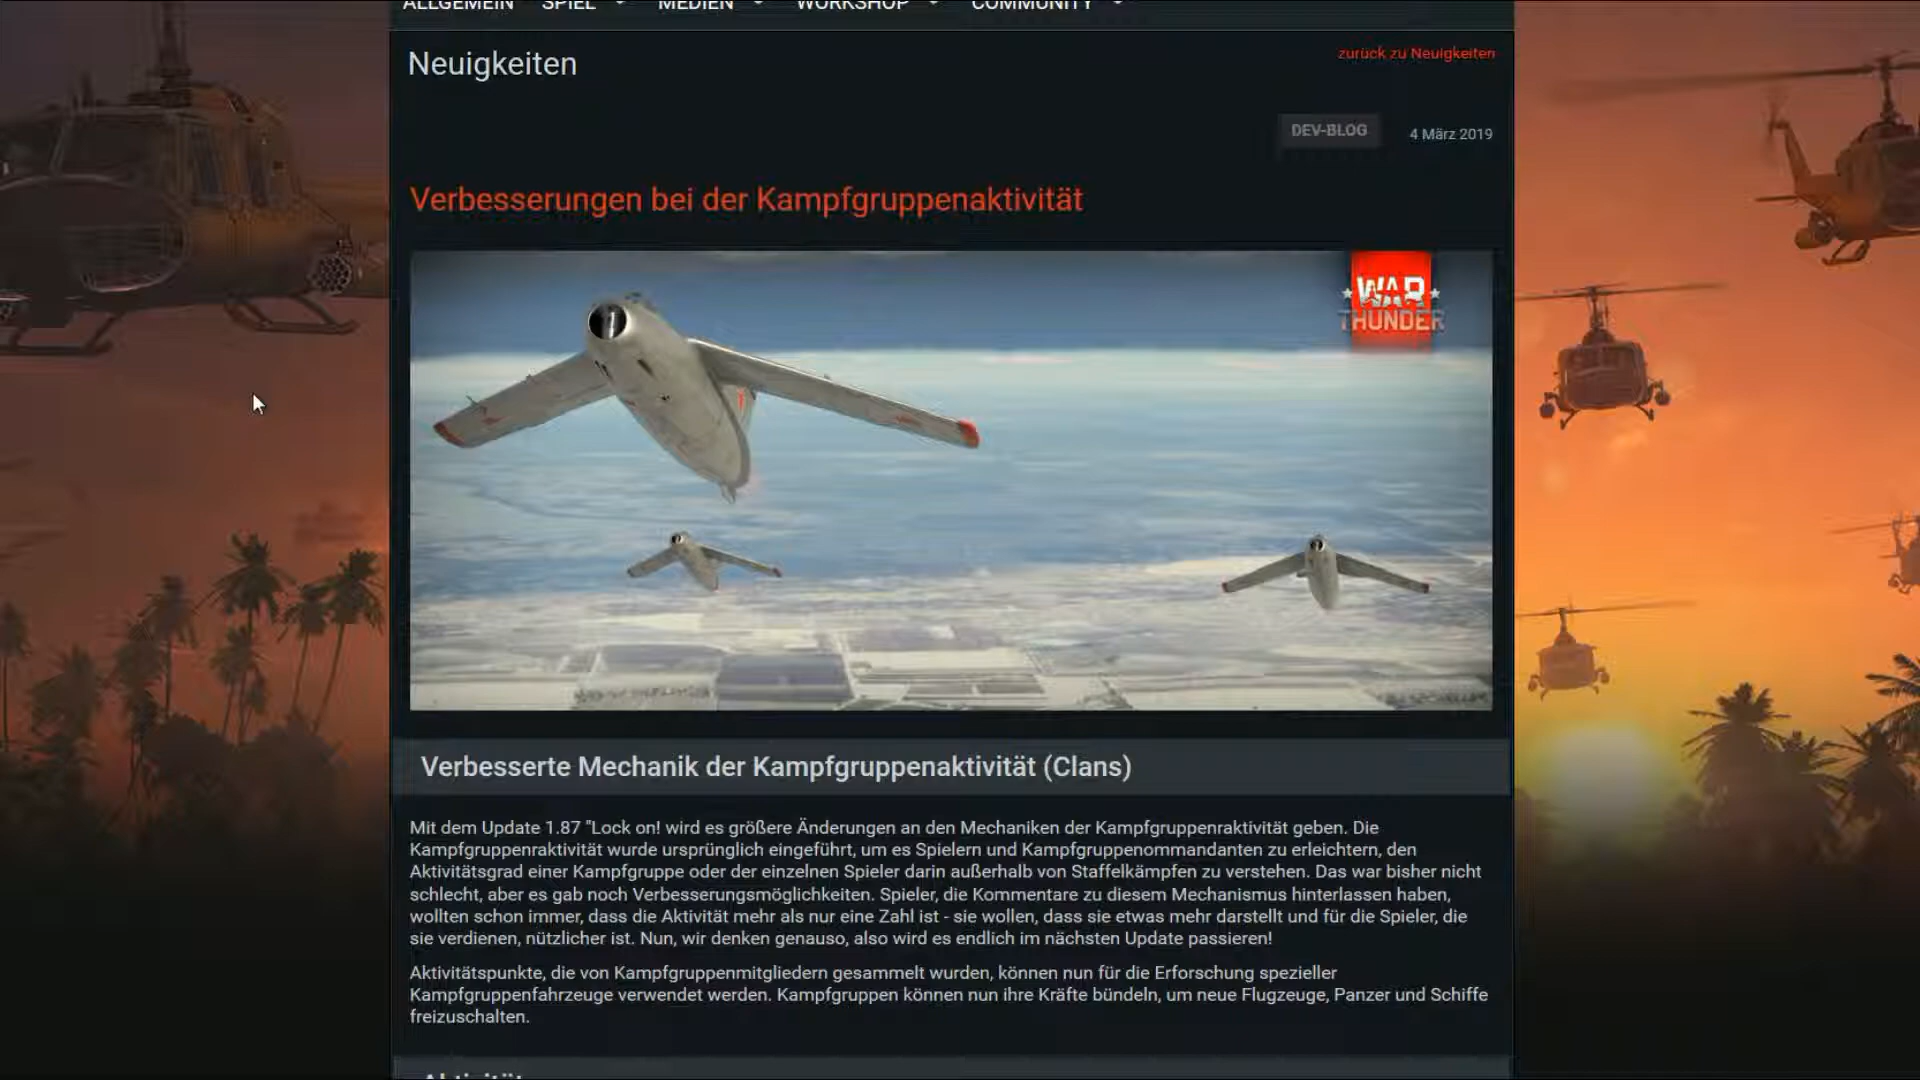 ALLGEMEIN SPIEL MEDIEN WORKSHOP COMMUNITY
Neuigkeiten
zurück zu Neuigkeiten
DEV-BLOG
4 März 2019
Verbesserungen bei der Kampfgruppenaktivität
WAR
THUNDER
Verbesserte Mechanik der Kampfgruppenaktivität (Clans)
Mit dem Update 1.87 "Lock on! wird es größere Änderungen an den Mechaniken der Kampfgruppenraktivität geben. Die
Kampfgruppenraktivität wurde ursprünglich eingeführt, um es Spielern und Kampfgruppenommandanten zu erleichtern, den
Aktivitätsgrad einer Kampfgruppe oder der einzelnen Spieler darin außerhalb von Staffelkämpfen zu verstehen. Das war bisher nicht
schlecht, aber es gab noch Verbesserungsmöglichkeiten. Spieler, die Kommentare zu diesem Mechanismus hinterlassen haben,
wollten schon immer, dass die Aktivität mehr als nur eine Zahl ist - sie wollen, dass sie etwas mehr darstellt und für die Spieler, die
sie verdienen, nützlicher ist. Nun, wir denken genauso, also wird es endlich im nächsten Update passieren!
Aktivitätspunkte, die von Kampfgruppenmitgliedern gesammelt wurden, können nun für die Erforschung spezieller
Kampfgruppenfahrzeuge verwendet werden. Kampfgruppen können nun ihre Kräfte bündeln, um neue Flugzeuge, Panzer und Schiffe
freizuschalten.